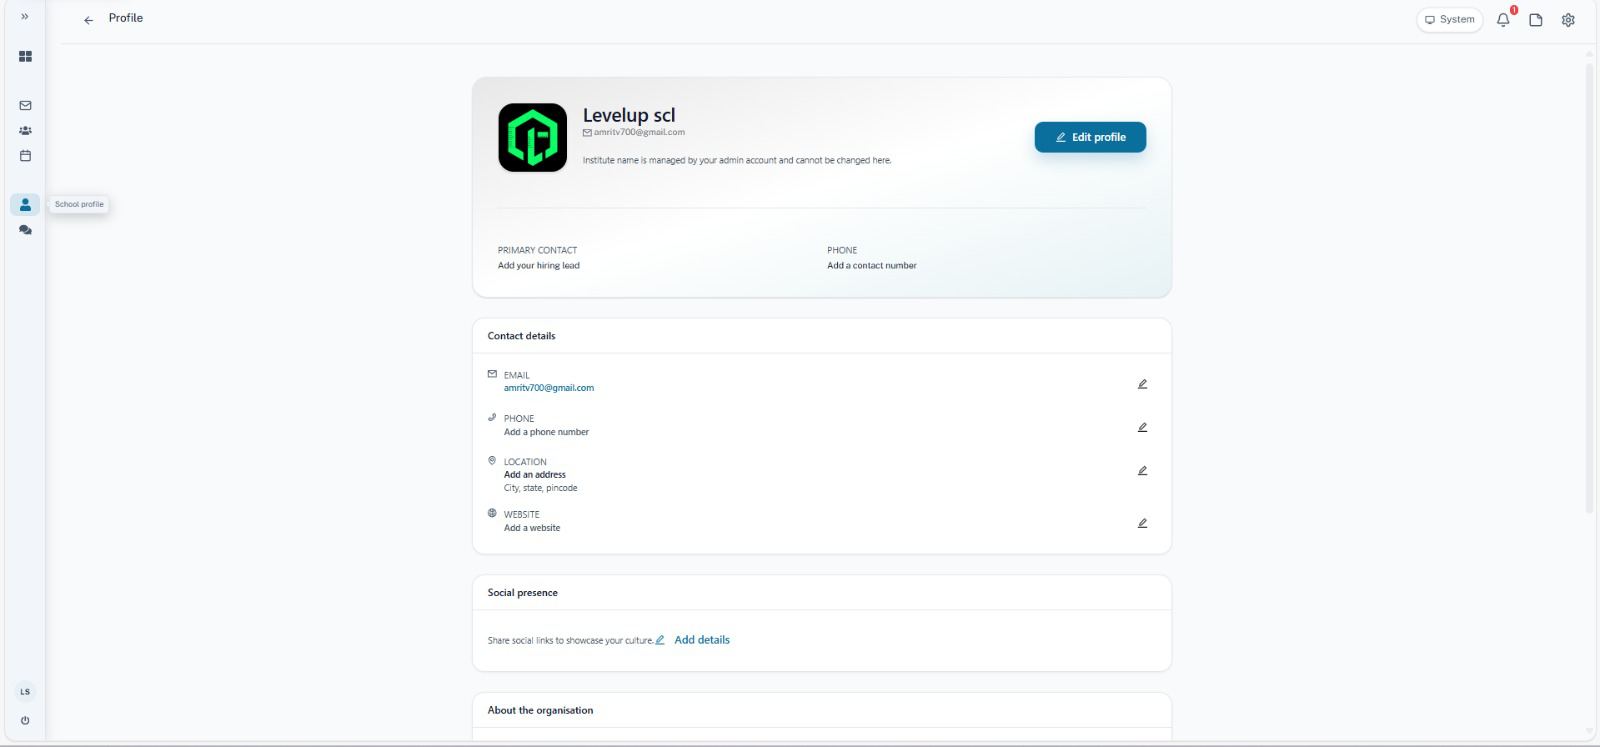 Profile
System
1
School profile
Levelup scl
amritv700@gmail.com
Institute name is managed by your admin account and cannot be changed here.
Edit profile
PRIMARY CONTACT
Add your hiring lead
PHONE
Add a contact number
Contact details
EMAIL
amritv700@gmail.com
PHONE
Add a phone number
LOCATION
Add an address
City, state, pincode
WEBSITE
Add a website
Social presence
Share social links to showcase your culture. Add details
About the organisation
LS